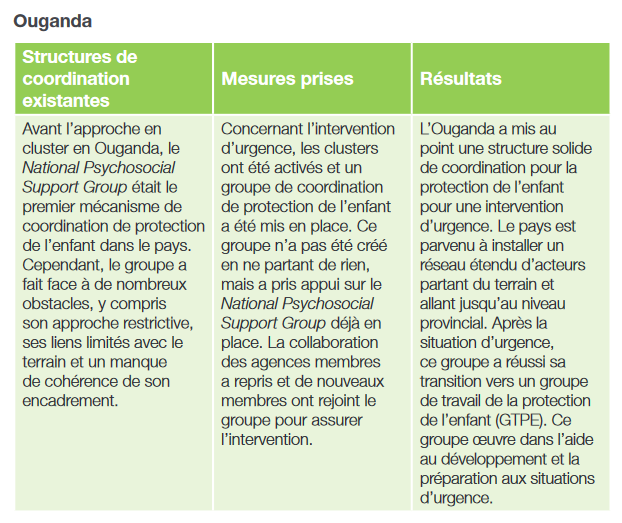 Ouganda
Structures de
coordination
existantes
Mesures prises
Résultats
Avant l'approche en
cluster en Ouganda, le
National Psychosocial
Support Group était le
premier mécanisme de
coordination de protection
de l'enfant dans le pays.
Cependant, le groupe a
fait face à de nombreux
obstacles, y compris
son approche restrictive,
ses liens limités avec le
terrain et un manque
de cohérence de son
encadrement.
Concernant l'intervention
d'urgence, les clusters
ont été activés et un
groupe de coordination
de protection de l'enfant
a été mis en place. Ce
groupe n'a pas été créé
en ne partant de rien,
mais a pris appui sur le
National Psychosocial
Support Group déjà en
place. La collaboration
des agences membres
a repris et de nouveaux
membres ont rejoint le
groupe pour assurer
l'intervention.
L'Ouganda a mis au
point une structure solide
de coordination pour la
protection de l'enfant
pour une intervention
d'urgence. Le pays est
parvenu à installer un
réseau étendu d'acteurs
partant du terrain et
allant jusqu'au niveau
provincial. Après la
situation d'urgence,
ce groupe a réussi sa
transition vers un groupe
de travail de la protection
de l'enfant (GTPE). Ce
groupe œuvre dans l'aide
au développement et la
préparation aux situations
d'urgence.